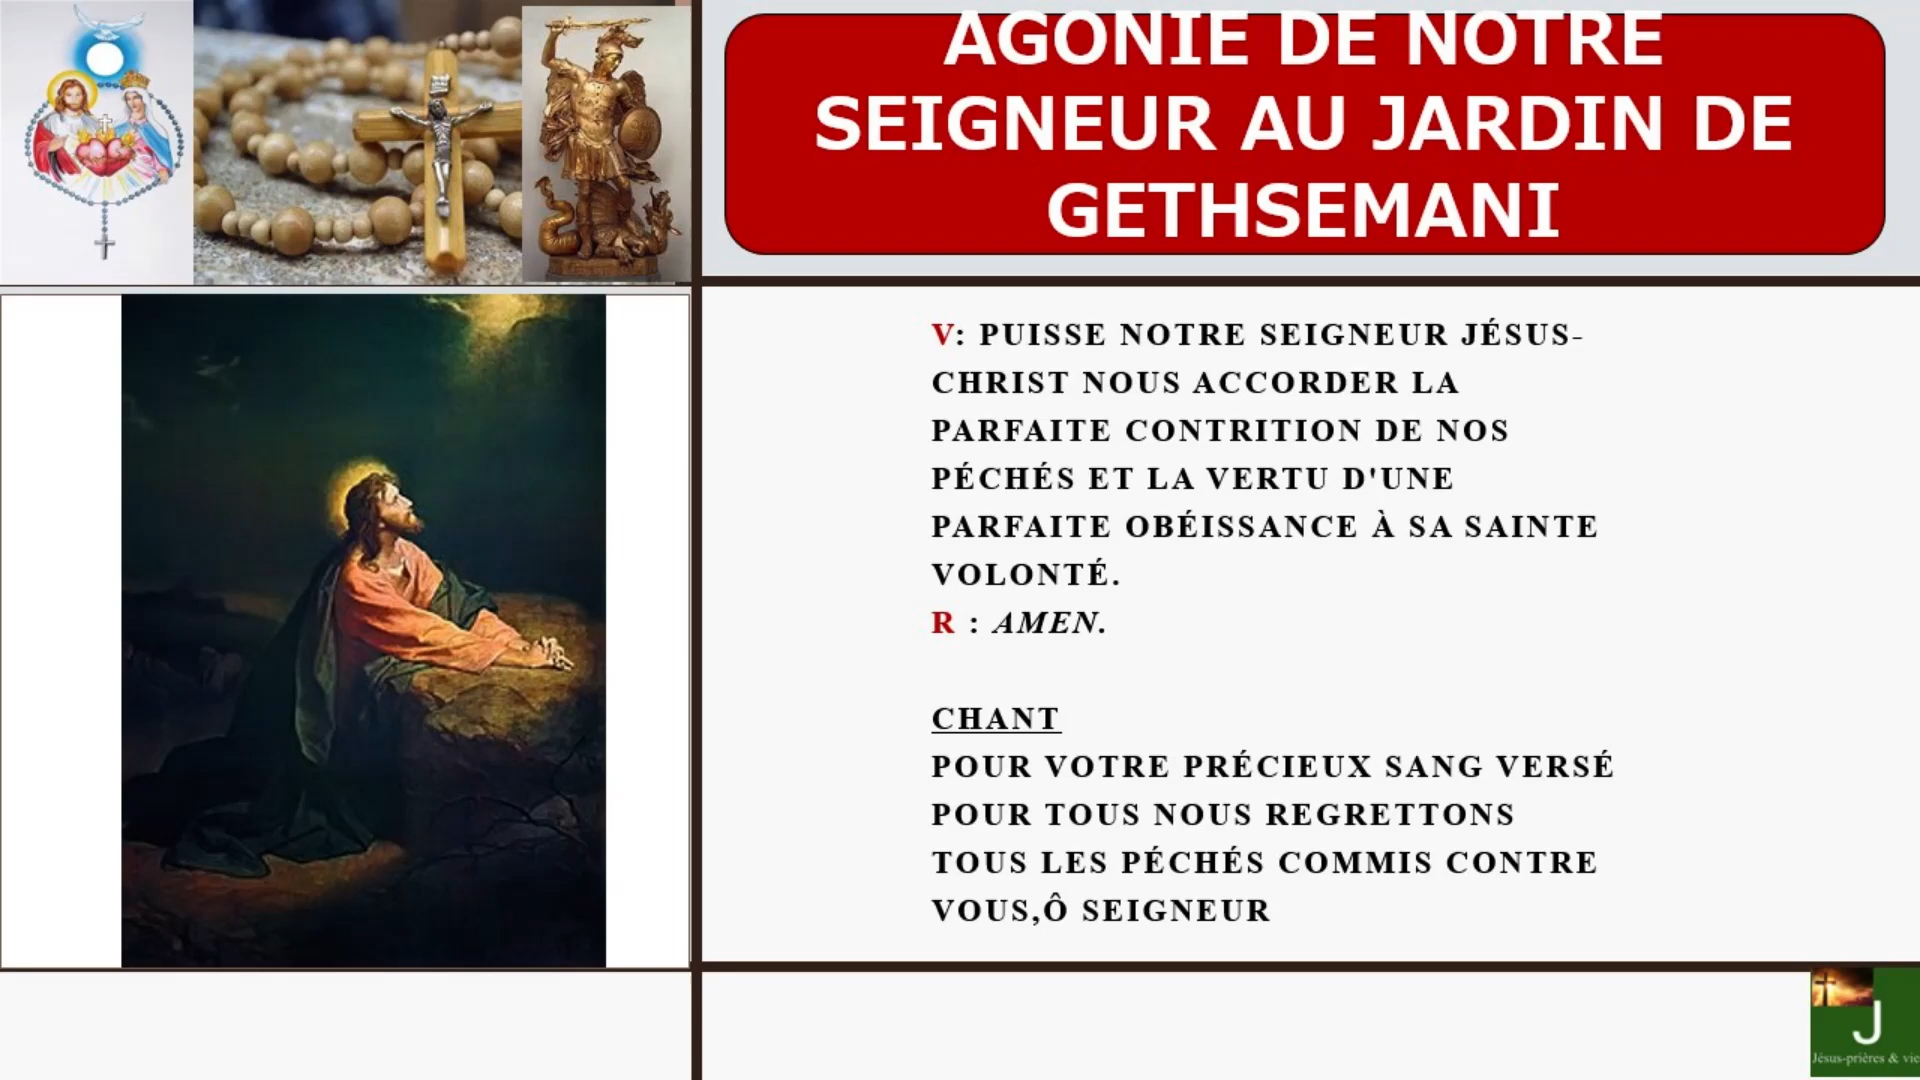 AGONIE DE NOTRE
SEIGNEUR AU JARDIN DE
GETHSEMANI
V: PUISSE NOTRE SEIGNEUR JÉSUS-
CHRIST NOUS ACCORDER LA
PARFAITE CONTRITION DE NOS
PÉCHÉS ET LA VERTU D'UNE
PARFAITE OBÉISSANCE À SA SAINTE
VOLONTÉ.
R : AMEN.
CHANT
POUR VOTRE PRÉCIEUX SANG VERSÉ
POUR TOUS NOUS REGRETTONS
TOUS LES PÉCHÉS COMMIS CONTRE
VOUS,Ô SEIGNEUR
J
Jésus-prières & vie